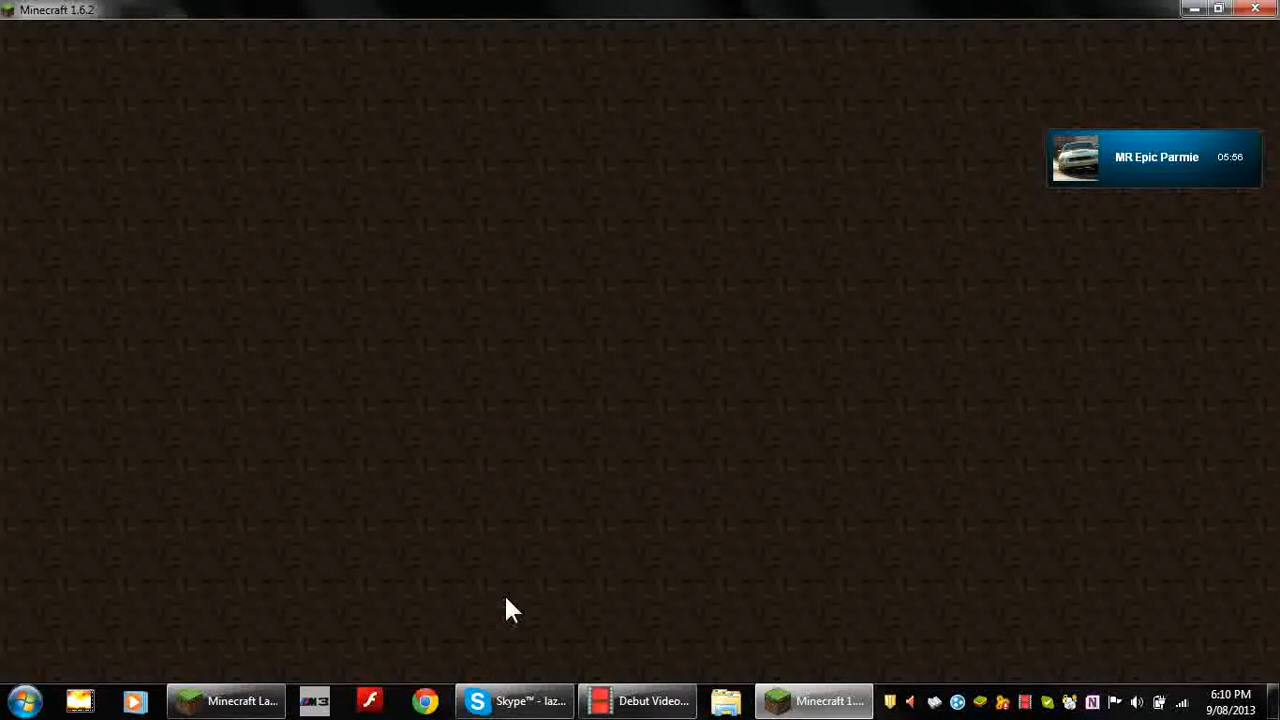 Minecraft 1.6.2
MR Epic Parmie 05:56
Minecraft La...
M3
Skype™ - laz...
Debut Video...
Minecraft 1....
N
6:10 PM
9/08/2013